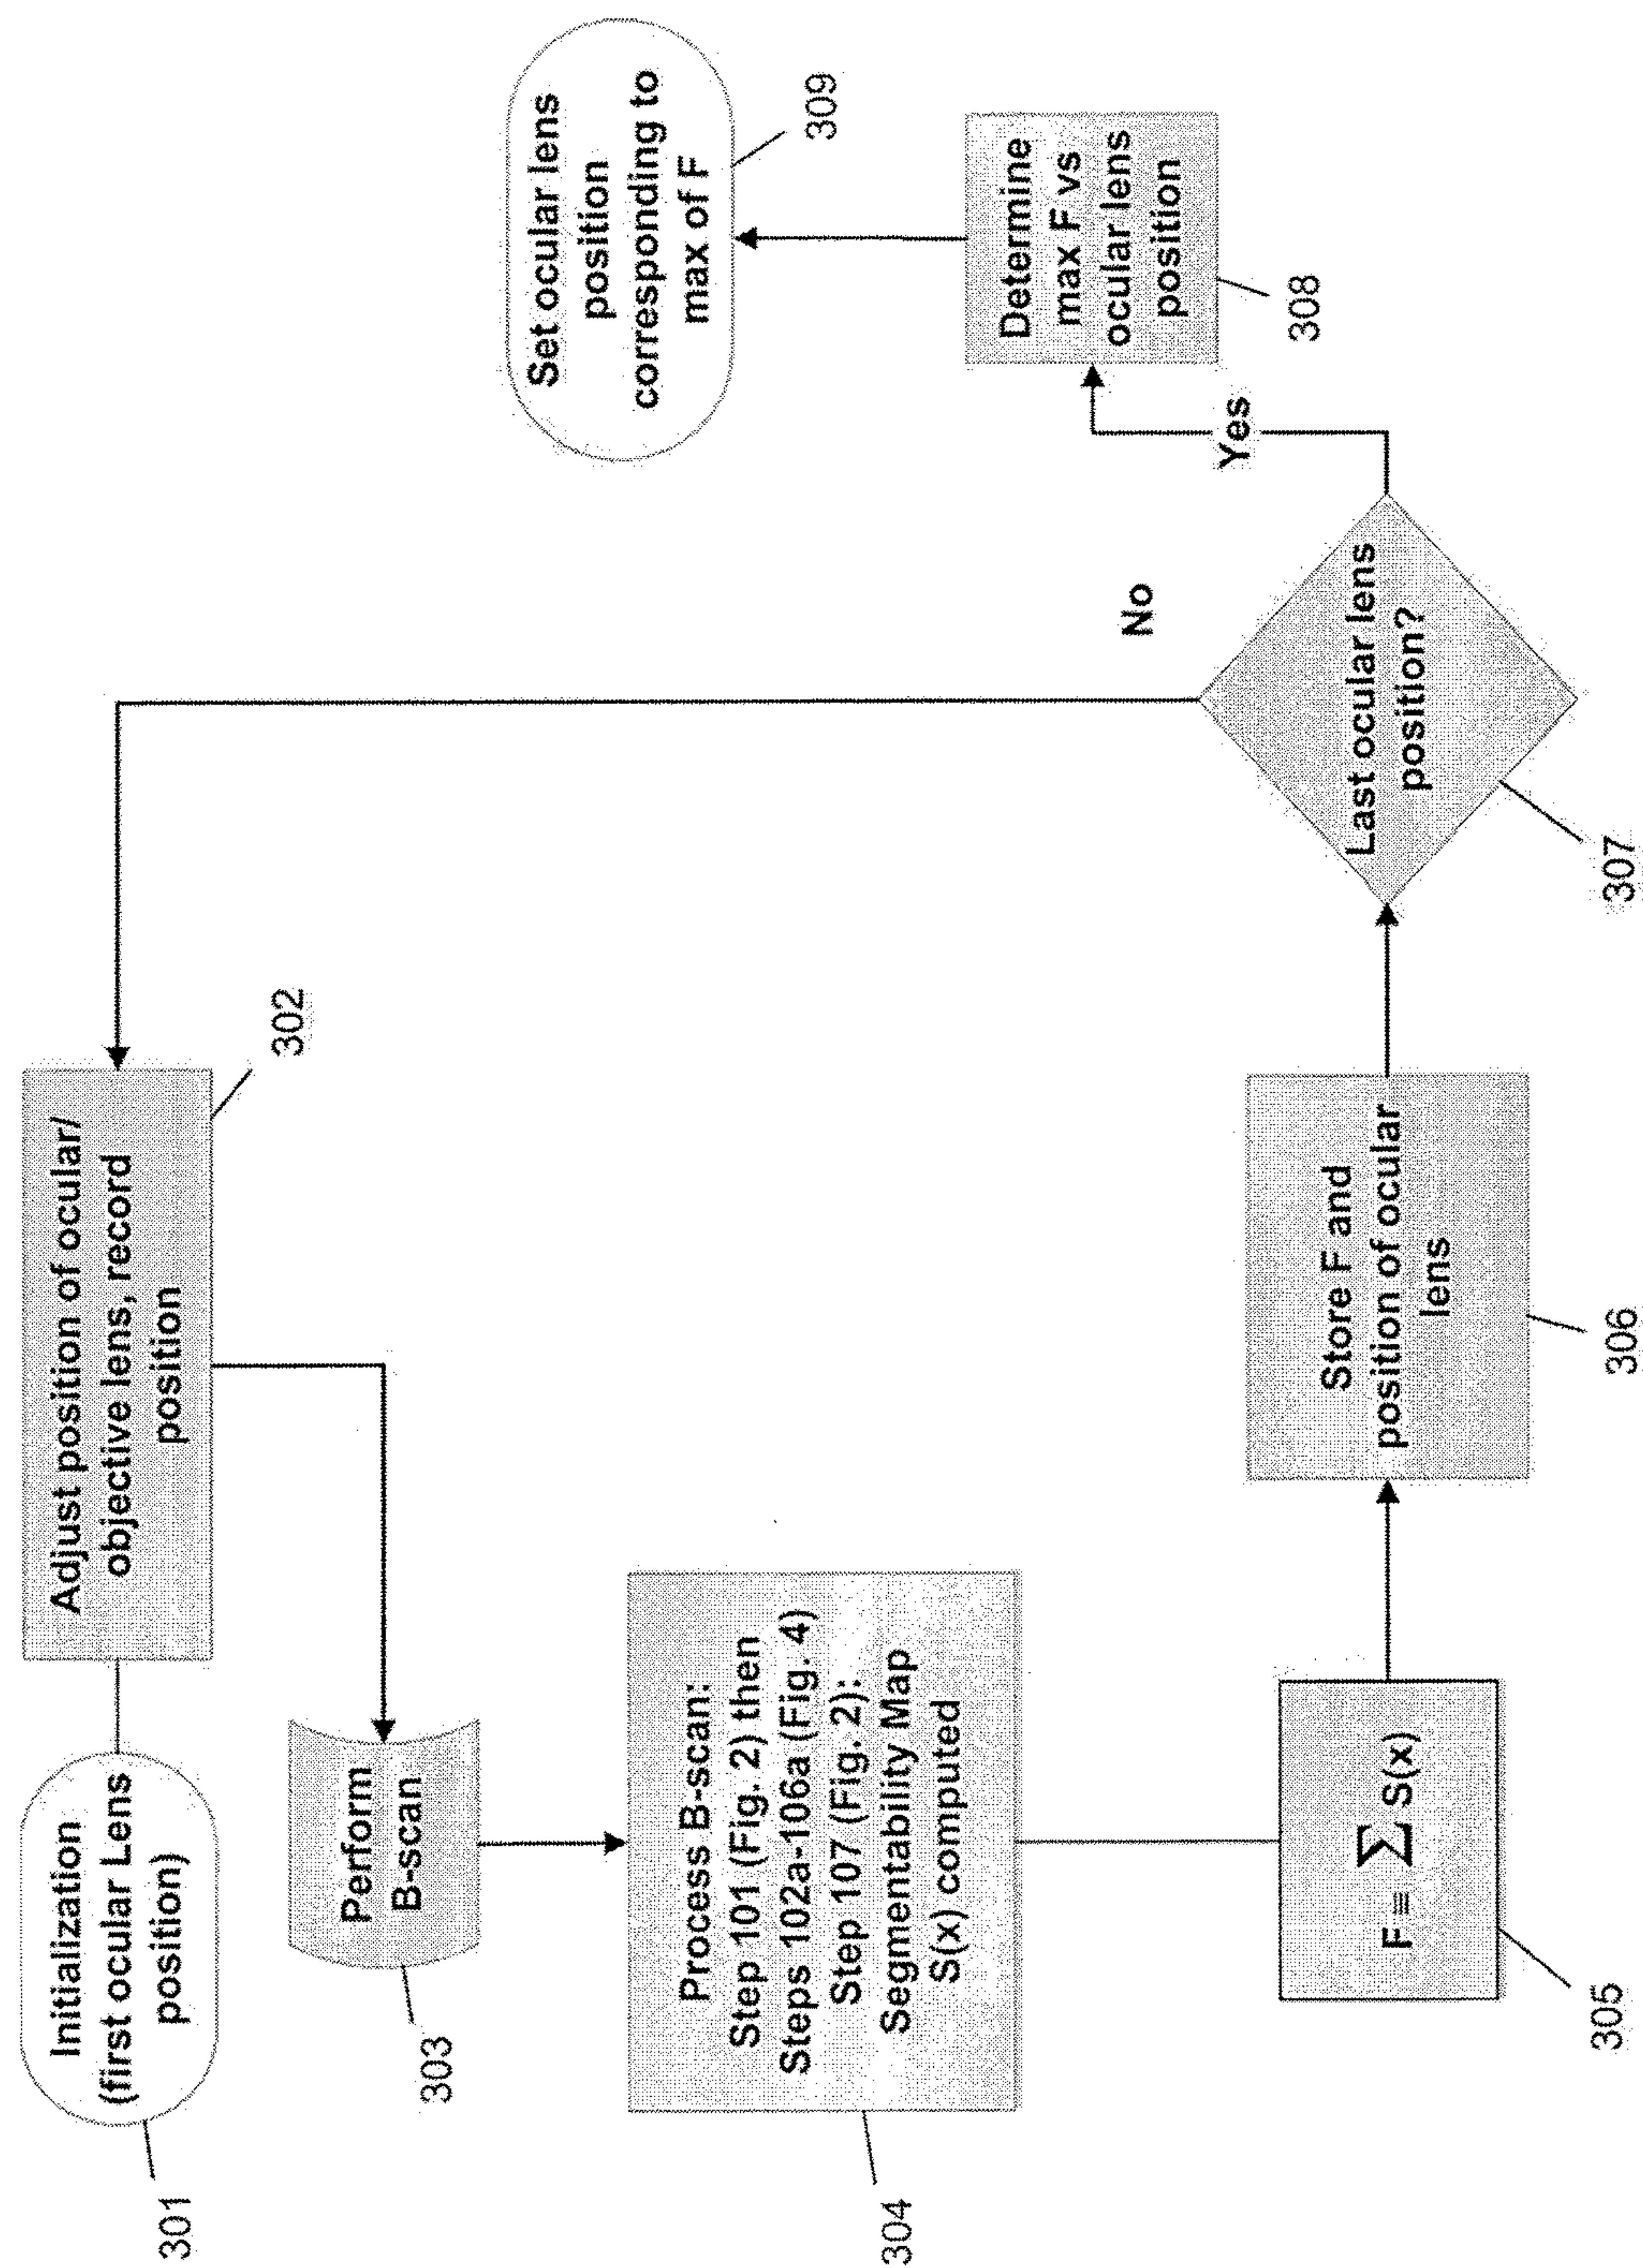 Initialization
(first ocular Lens
position)
301
Adjust position of ocular/
objective lens, record
position
302
Perform
B-scan
303
Process B-scan:
Step 101 (Fig. 2) then
Steps 102a-106a (Fig. 4)
Step 107 (Fig. 2):
Segmentability Map
S(x) computed
304
F ≡ ∑ S(x)
305
Store F and
position of ocular
lens
306
Last ocular lens
position?
307
No
Yes
Determine
max F vs
ocular lens
position
308
Set ocular lens
position
corresponding to
max of F
309